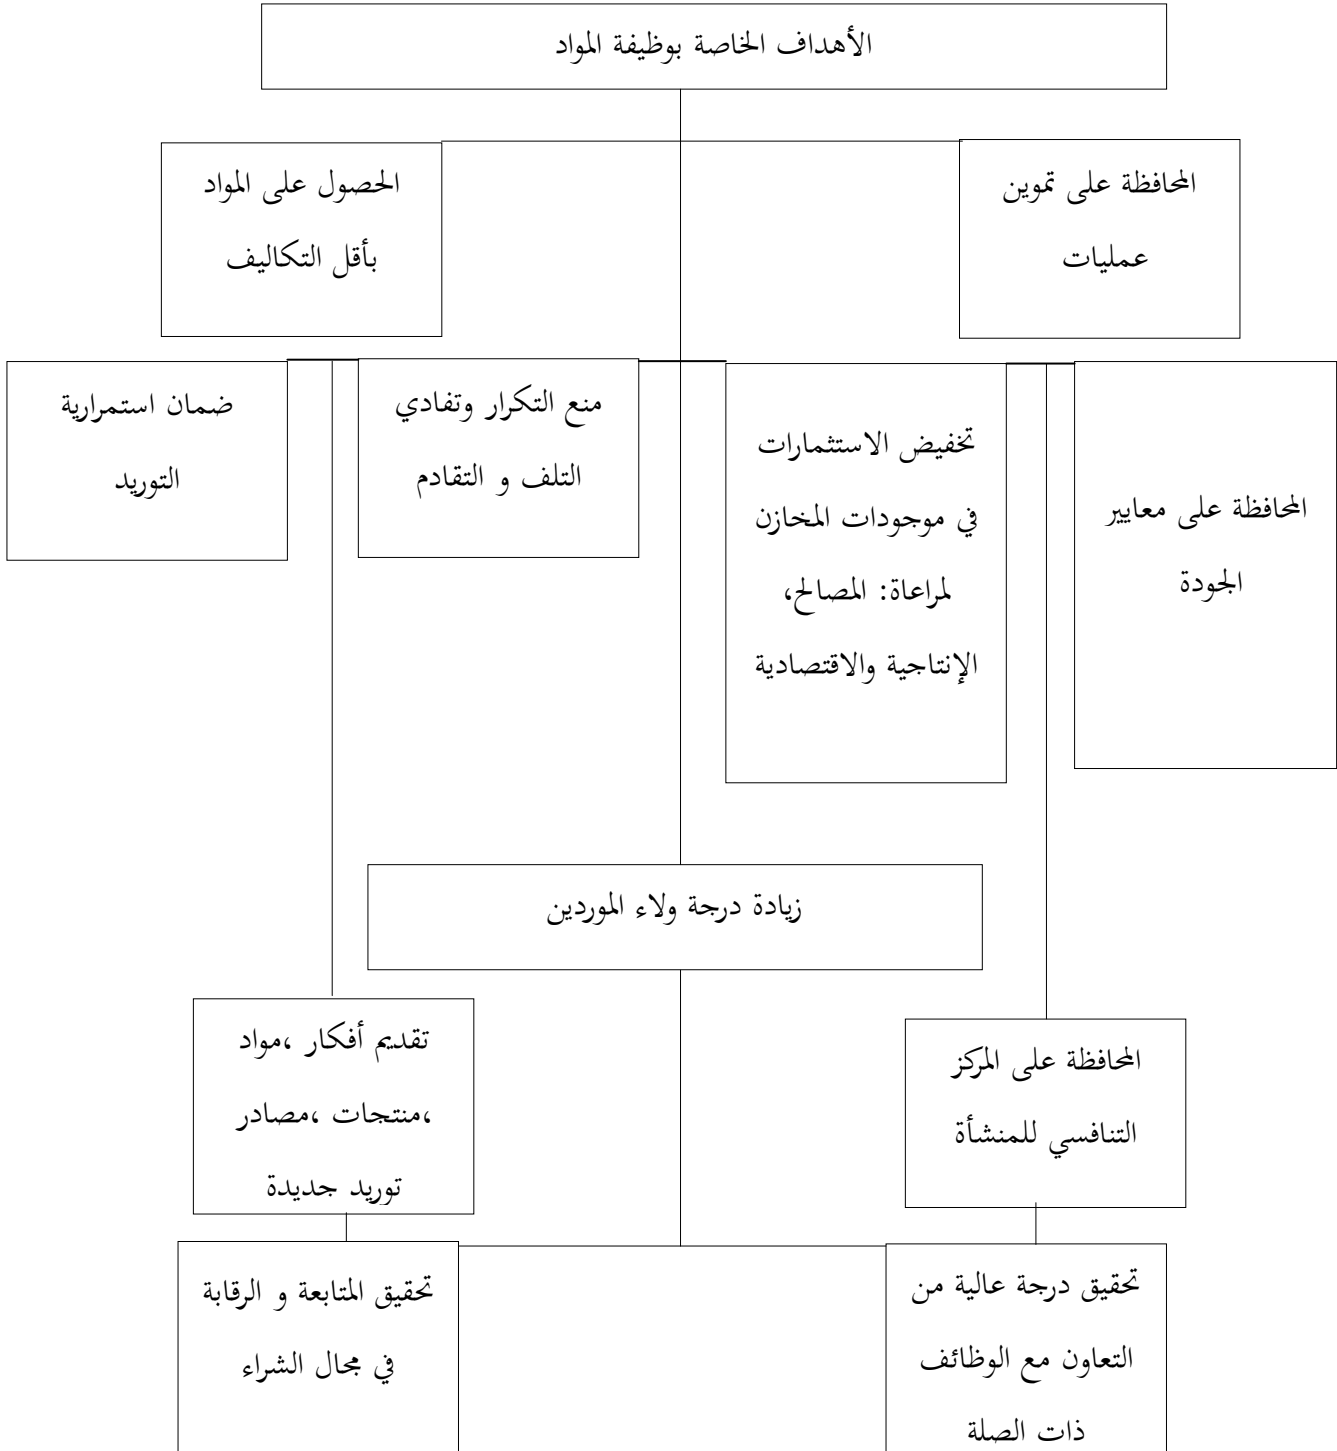 الأهداف الخاصة بوظيفة المواد
المحافظة على تموين
عمليات
الحصول على المواد
بأقل التكاليف
المحافظة على معايير
الجودة
تخفيض الاستثمارات
في موجودات المخازن
لمراعاة: المصالح،
الإنتاجية والاقتصادية
منع التكرار وتفادي
التلف و التقادم
ضمان استمرارية
التوريد
زيادة درجة ولاء الموردين
المحافظة على المركز
التنافسي للمنشأة
تقديم أفكار ،مواد
،منتجات ،مصادر
توريد جديدة
تحقيق درجة عالية من
التعاون مع الوظائف
ذات الصلة
تحقيق المتابعة و الرقابة
في مجال الشراء